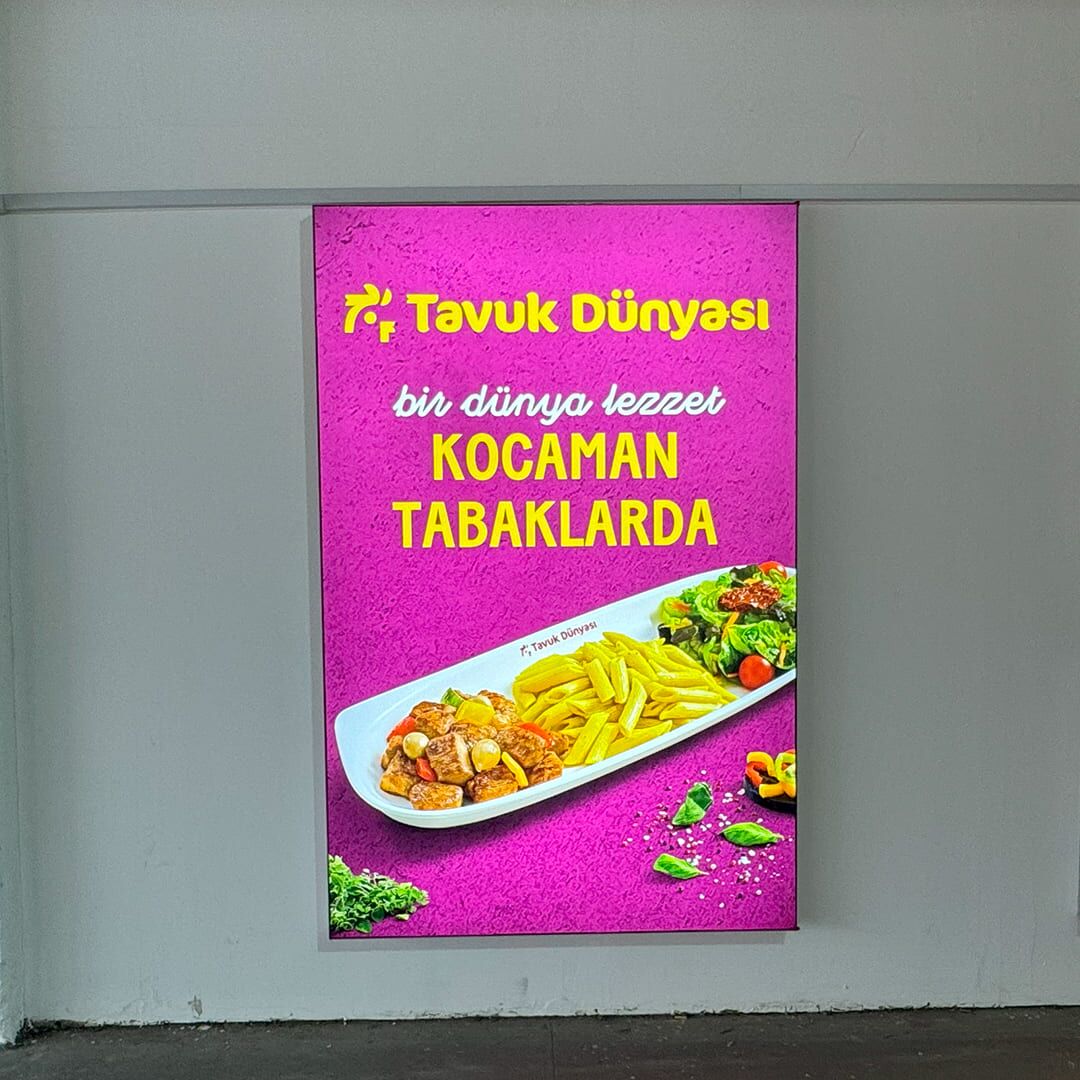 Tavuk Dünyası
bir dünya lezzet
KOCAMAN
TABAKLARDA
Tavuk Dünyası